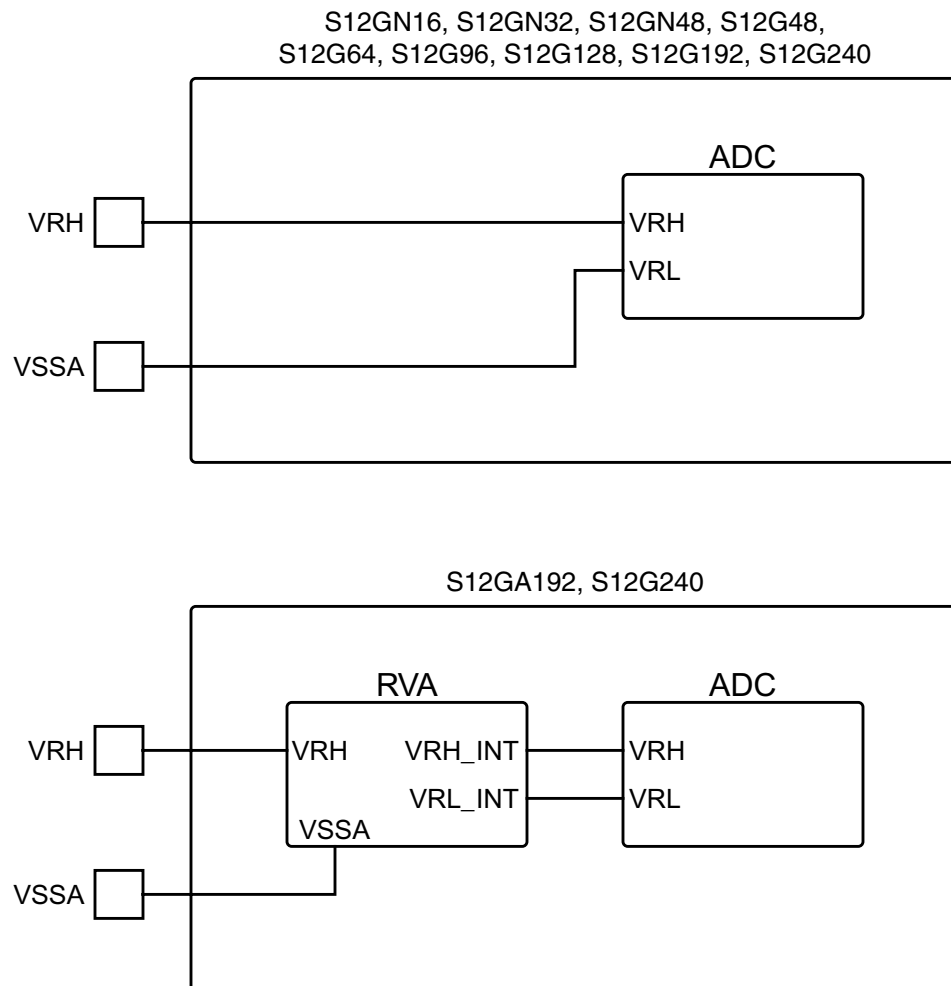 S12GN16, S12GN32, S12GN48, S12G48,
S12G64, S12G96, S12G128, S12G192, S12G240
ADC
VRH
VRH
VRL
VSSA
S12GA192, S12G240
RVA
ADC
VRH
VRH
VRH_INT
VRH
VRL_INT
VRL
VSSA
VSSA